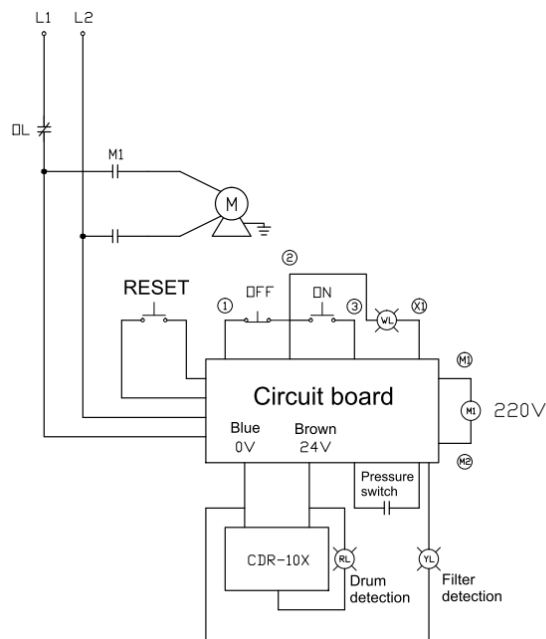 L1 L2
OL
M1
M
②
RESET
① OFF ON ③ WL X1
M1
Circuit board
M1 220V
Blue Brown
0V 24V
M2
Pressure
switch
CDR-10X RL YL
Drum Filter
detection detection